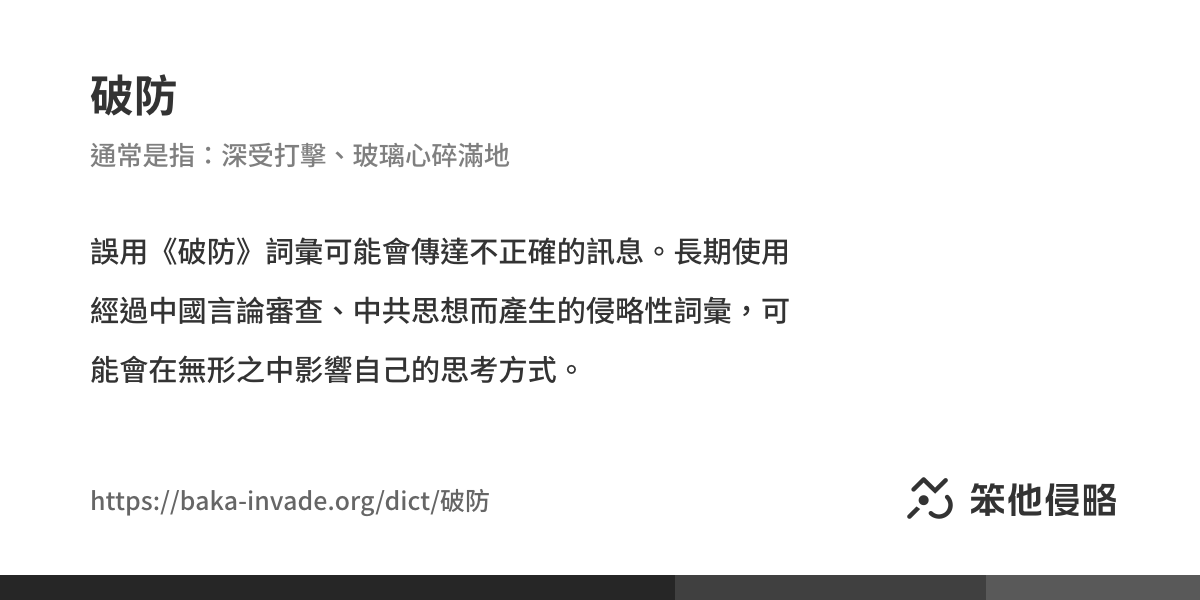 破防
通常是指：深受打擊、玻璃心碎滿地
誤用《破防》詞彙可能會傳達不正確的訊息。長期使用
經過中國言論審查、中共思想而產生的侵略性詞彙，可
能會在無形之中影響自己的思考方式。
https://baka-invade.org/dict/破防
笨他侵略